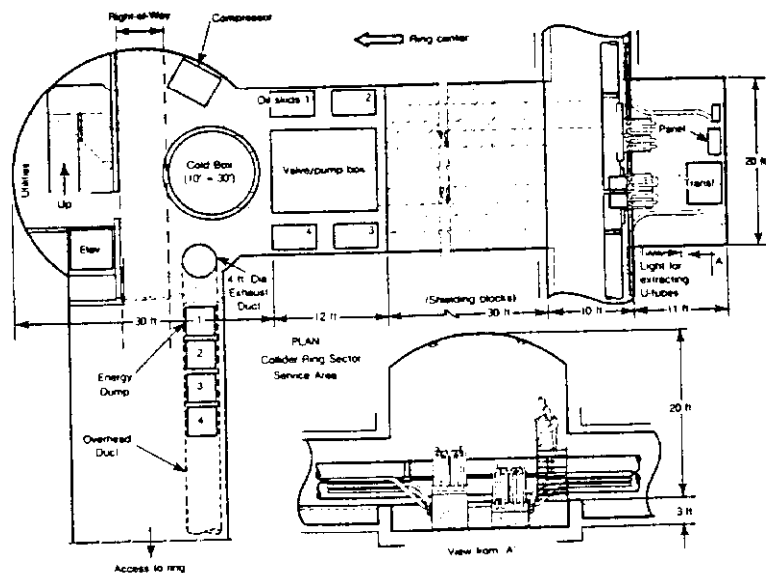 Right-of-Way
Compressor
Ring center
Oil skids 1
2
Panel
20 ft
Cold Box
(10' × 30')
Valve/pump box
Transf
Utilities
Up
Elev
4
3
4 ft Dia
Exhaust
Duct
Light for
extracting
U-tubes
A
(Shielding blocks)
30 ft
12 ft
30 ft
10 ft
11 ft
1
2
3
4
Energy
Dump
PLAN
Collider Ring Sector
Service Area
20 ft
Overhead
Duct
3 ft
View from 'A'
Access to ring